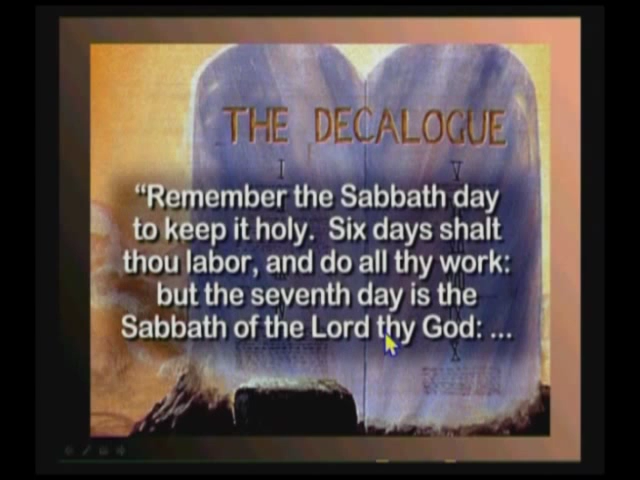 THE DECALOGUE
I
V
“Remember the Sabbath day
to keep it holy. Six days shalt
thou labor, and do all thy work:
but the seventh day is the
Sabbath of the Lord thy God: ...
X